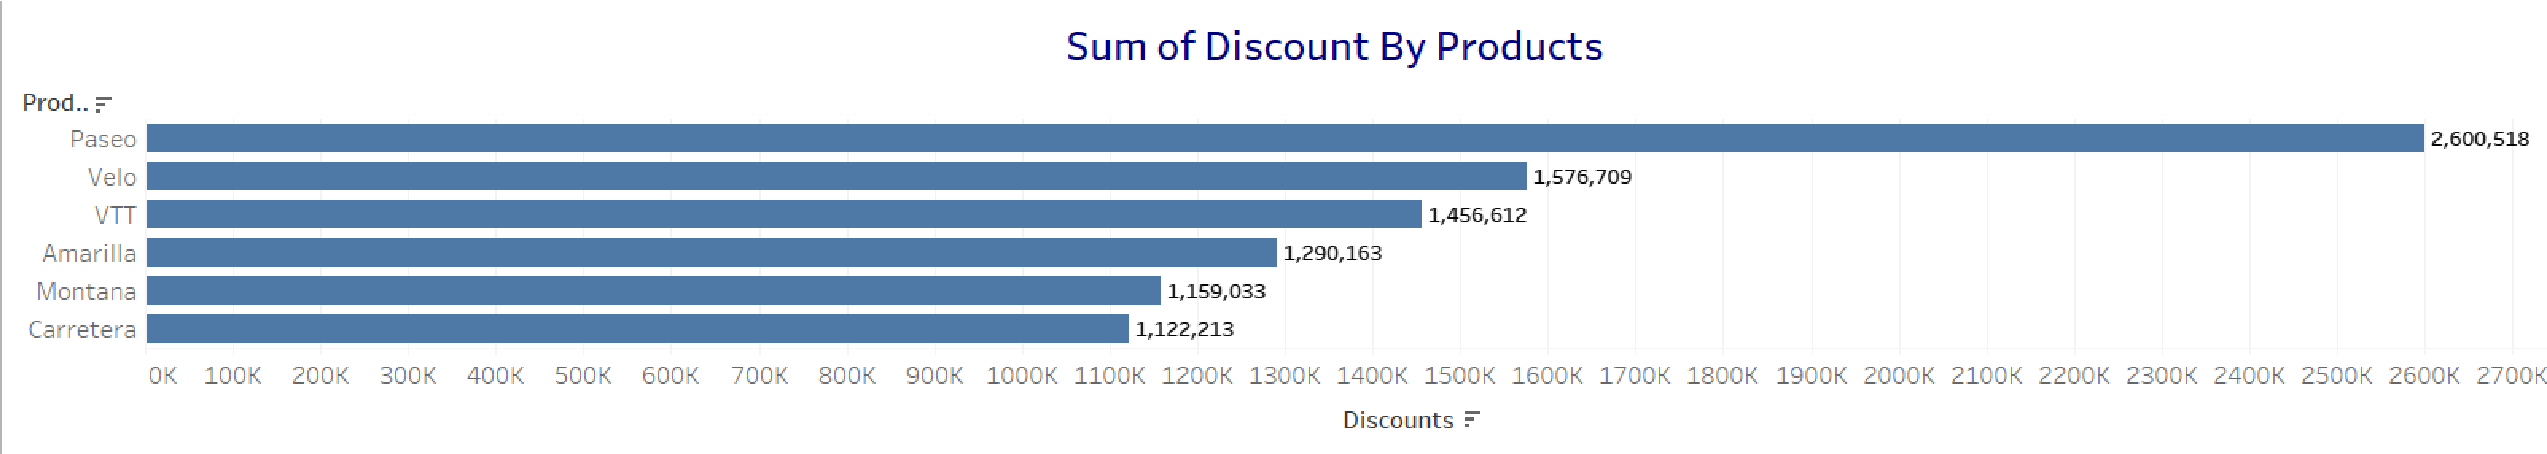 Sum of Discount By Products
Prod..
Paseo 2,600,518
Velo 1,576,709
VTT 1,456,612
Amarilla 1,290,163
Montana 1,159,033
Carretera 1,122,213
0K 100K 200K 300K 400K 500K 600K 700K 800K 900K 1000K 1100K 1200K 1300K 1400K 1500K 1600K 1700K 1800K 1900K 2000K 2100K 2200K 2300K 2400K 2500K 2600K 2700K
Discounts